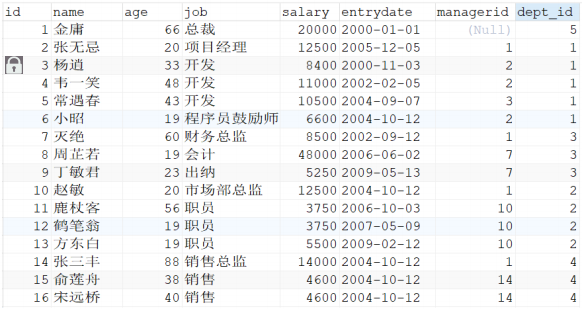 id name age job salary entrydate managerid dept_id
1 金庸 66 总裁 20000 2000-01-01 (Null) 5
2 张无忌 20 项目经理 12500 2005-12-05 1 1
3 杨逍 33 开发 8400 2000-11-03 2 1
4 韦一笑 48 开发 11000 2002-02-05 2 1
5 常遇春 43 开发 10500 2004-09-07 3 1
6 小昭 19 程序员鼓励师 6600 2004-10-12 2 1
7 灭绝 60 财务总监 8500 2002-09-12 1 3
8 周芷若 19 会计 48000 2006-06-02 7 3
9 丁敏君 23 出纳 5250 2009-05-13 7 3
10 赵敏 20 市场部总监 12500 2004-10-12 1 2
11 鹿杖客 56 职员 3750 2006-10-03 10 2
12 鹤笔翁 19 职员 3750 2007-05-09 10 2
13 方东白 19 职员 5500 2009-02-12 10 2
14 张三丰 88 销售总监 14000 2004-10-12 1 4
15 俞莲舟 38 销售 4600 2004-10-12 14 4
16 宋远桥 40 销售 4600 2004-10-12 14 4